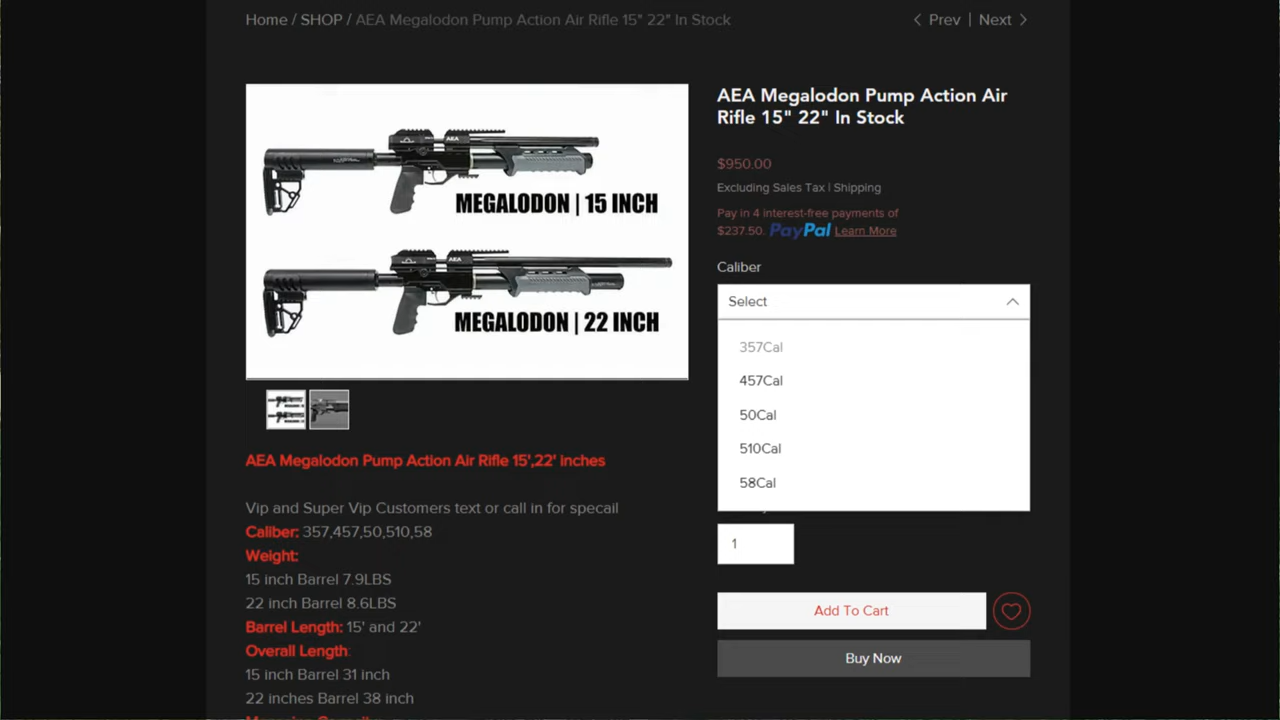 Home / SHOP / AEA Megalodon Pump Action Air Rifle 15" 22" In Stock
Prev | Next
AEA
MEGALODON | 15 INCH
AEA
MEGALODON | 22 INCH
AEA Megalodon Pump Action Air Rifle 15',22' inches
Vip and Super Vip Customers text or call in for specail
Caliber: 357,457,50,510,58
Weight:
15 inch Barrel 7.9LBS
22 inch Barrel 8.6LBS
Barrel Length: 15' and 22'
Overall Length:
15 inch Barrel 31 inch
22 inches Barrel 38 inch
AEA Megalodon Pump Action Air
Rifle 15" 22" In Stock
$950.00
Excluding Sales Tax | Shipping
Pay in 4 interest-free payments of
$237.50. PayPal Learn More
Caliber
Select
357Cal
457Cal
50Cal
510Cal
58Cal
1
Add To Cart
Buy Now